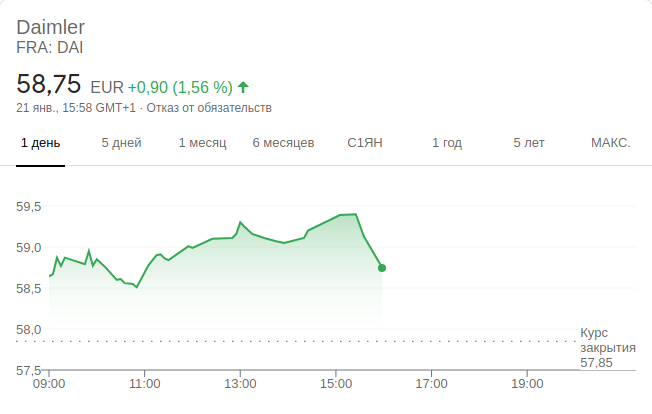 Daimler
FRA: DAI
58,75 EUR +0,90 (1,56 %)
21 янв., 15:58 GMT+1 · Отказ от обязательств
1 день 5 дней 1 месяц 6 месяцев С1ЯН 1 год 5 лет МАКС.
59,5
59,0
58,5
58,0
57,5
Курс
закрытия
57,85
09:00 11:00 13:00 15:00 17:00 19:00